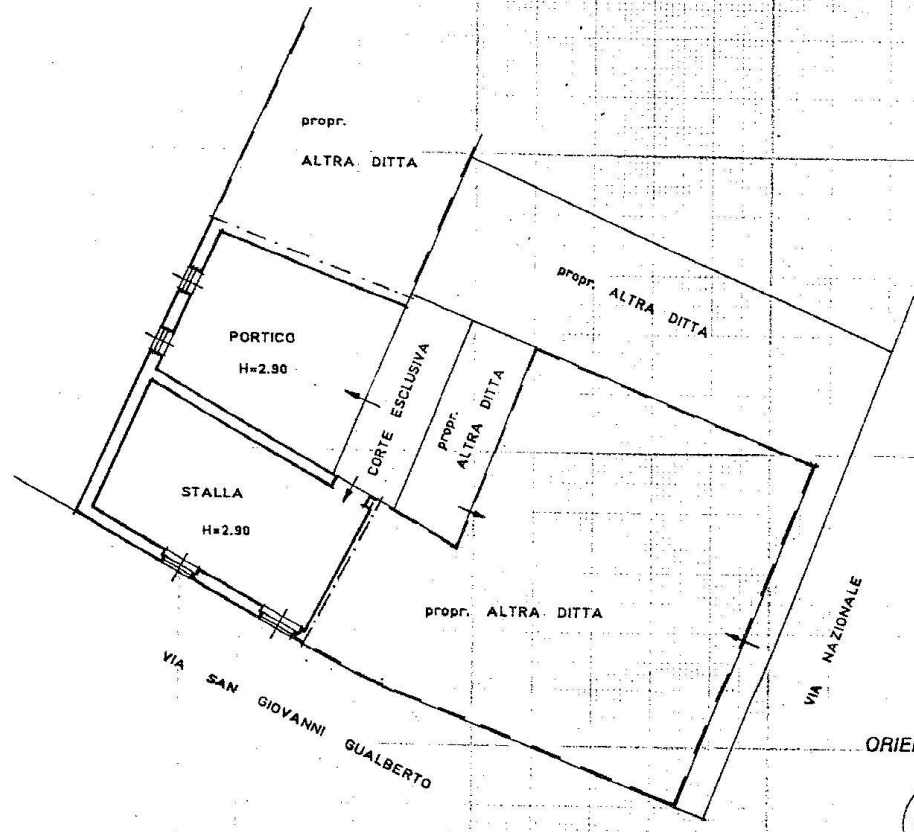 propr.
ALTRA DITTA
propr. ALTRA DITTA
PORTICO
H=2.90
CORTE ESCLUSIVA
propr.
ALTRA DITTA
STALLA
H=2.90
propr. ALTRA DITTA
VIA NAZIONALE
VIA SAN GIOVANNI GUALBERTO